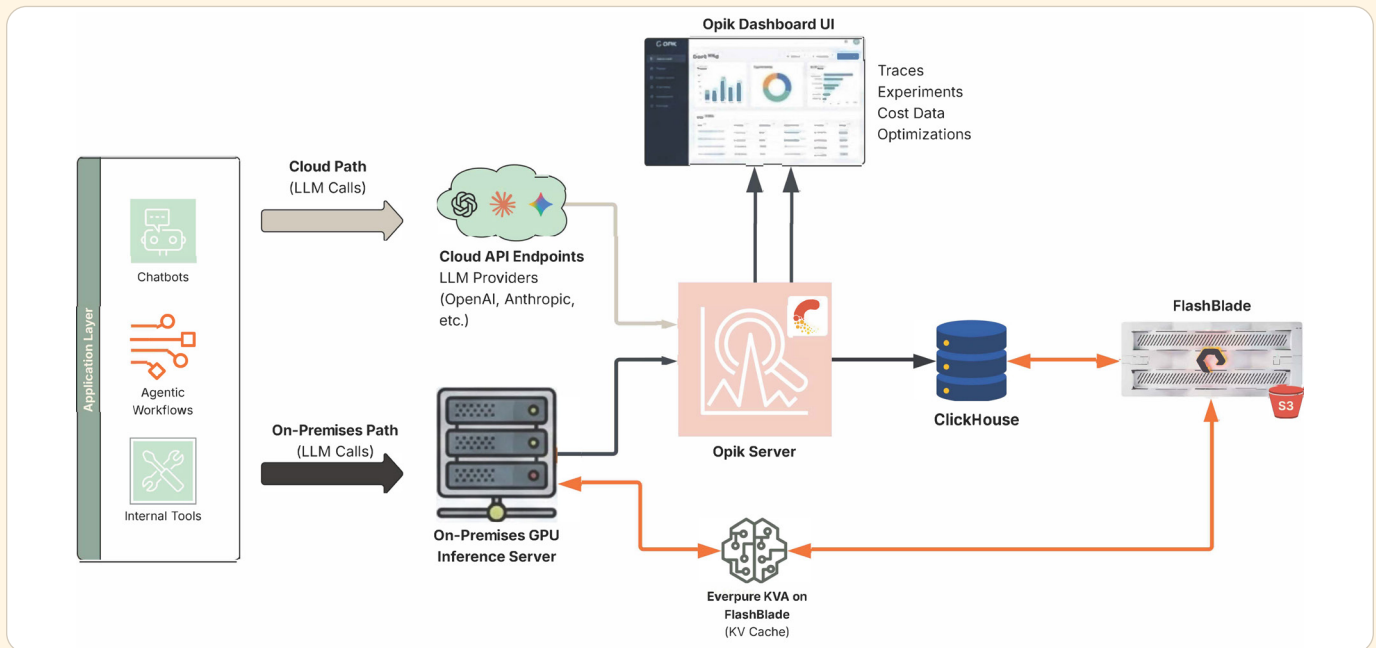 Opik Dashboard UI
OPIK
Traces
Experiments
Cost Data
Optimizations
Application Layer
Chatbots
Agentic
Workflows
Internal Tools
Cloud Path
(LLM Calls)
On-Premises Path
(LLM Calls)
Cloud API Endpoints
LLM Providers
(OpenAI, Anthropic,
etc.)
On-Premises GPU
Inference Server
Opik Server
ClickHouse
FlashBlade
S3
Everpure KVA on
FlashBlade
(KV Cache)